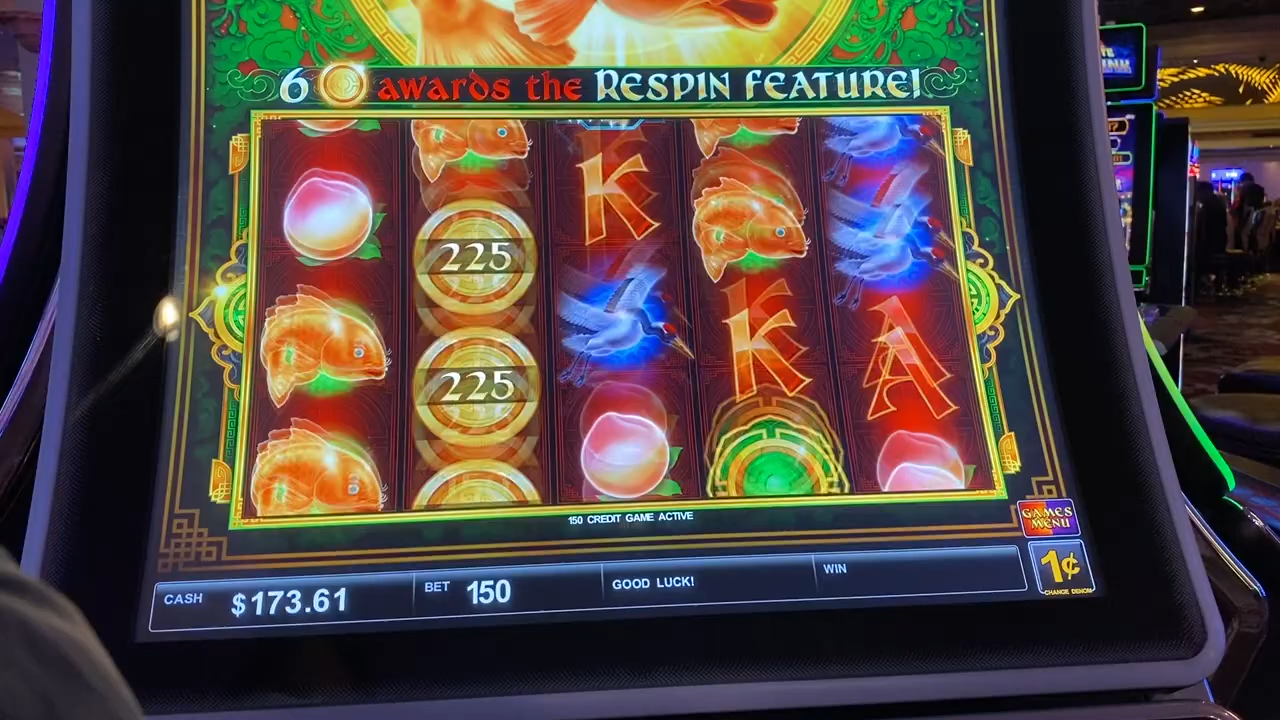 6 awards the RESPIN FEATURE!
K
225
225
K
A
150 CREDIT GAME ACTIVE
GAMES MENU
CASH $173.61 BET 150 GOOD LUCK! WIN
1¢
CHANGE DENOM